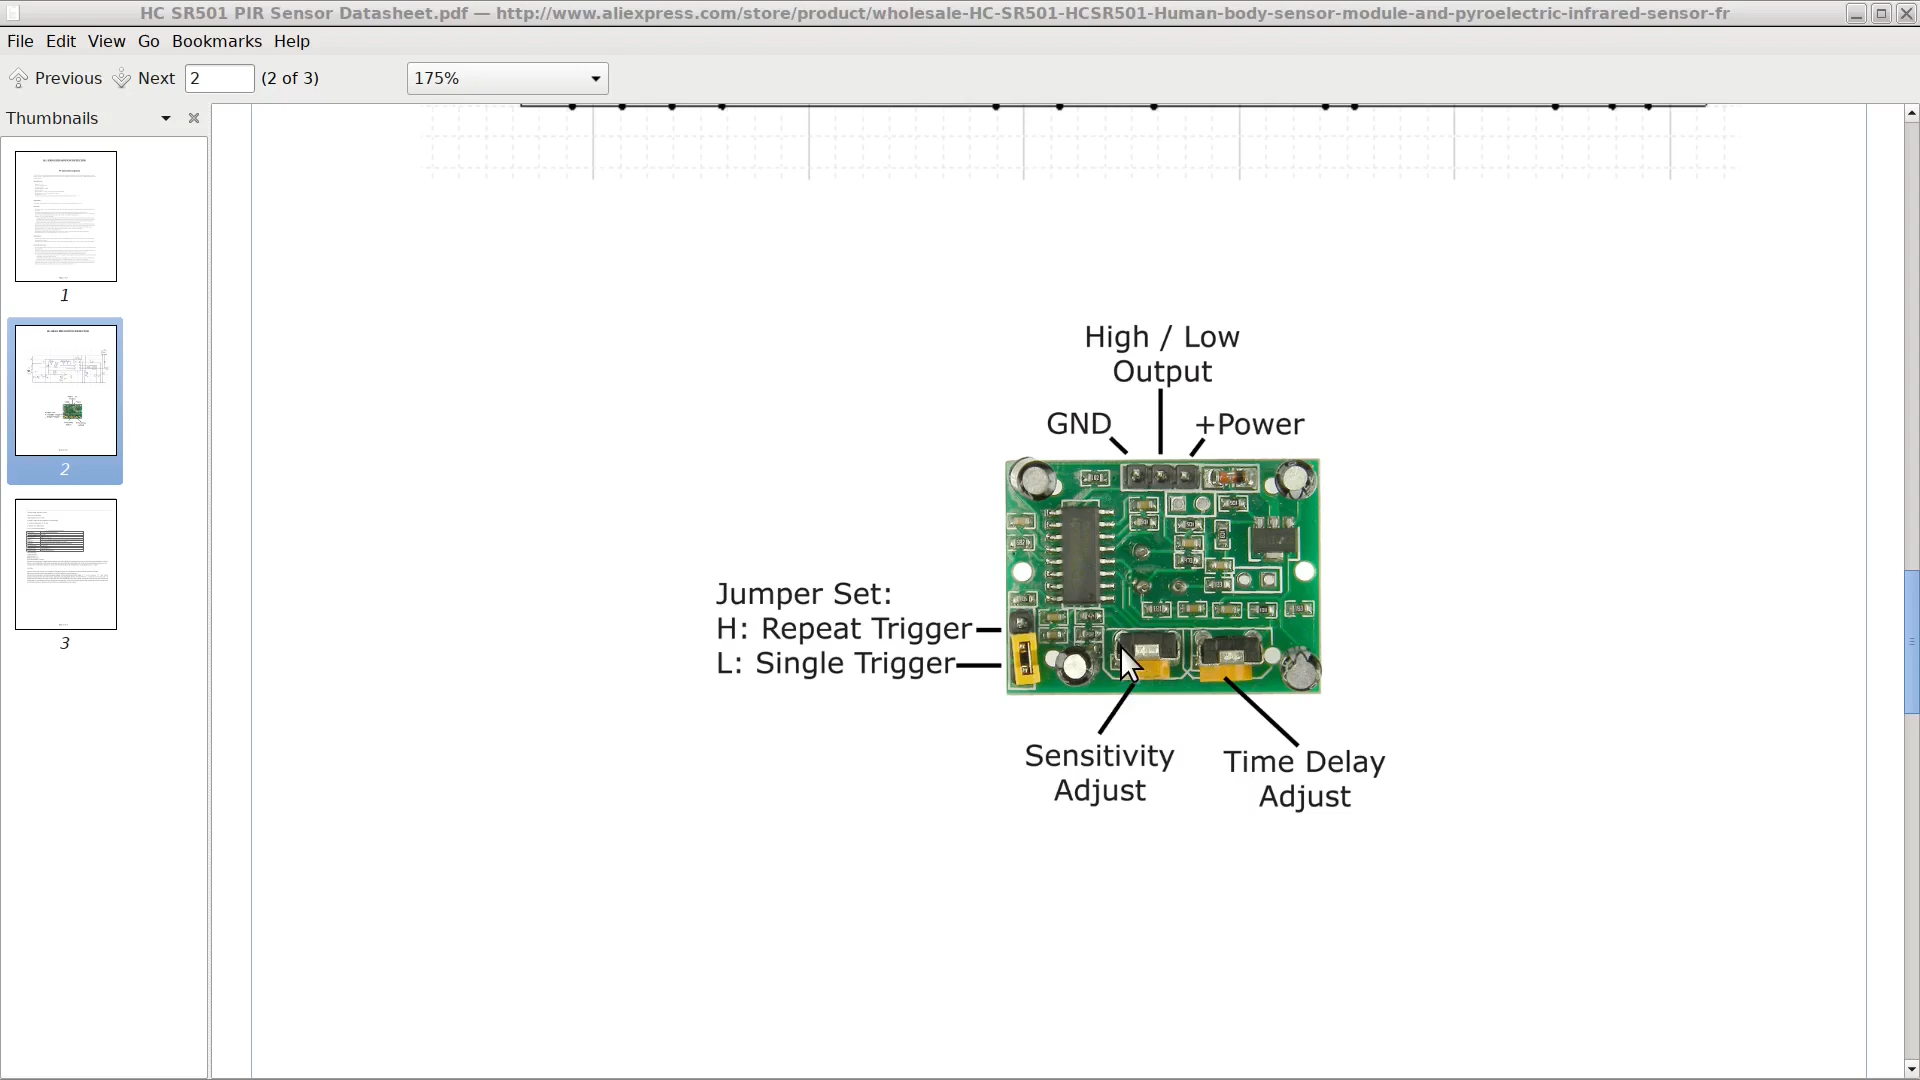 HC SR501 PIR Sensor Datasheet.pdf — http://www.aliexpress.com/store/product/wholesale-HC-SR501-HCSR501-Human-body-sensor-module-and-pyroelectric-infrared-sensor-fr
File Edit View Go Bookmarks Help
Previous Next 2 (2 of 3) 175%
Thumbnails
1
2
3
High / Low
Output
GND +Power
Jumper Set:
H: Repeat Trigger
L: Single Trigger
Sensitivity
Adjust
Time Delay
Adjust